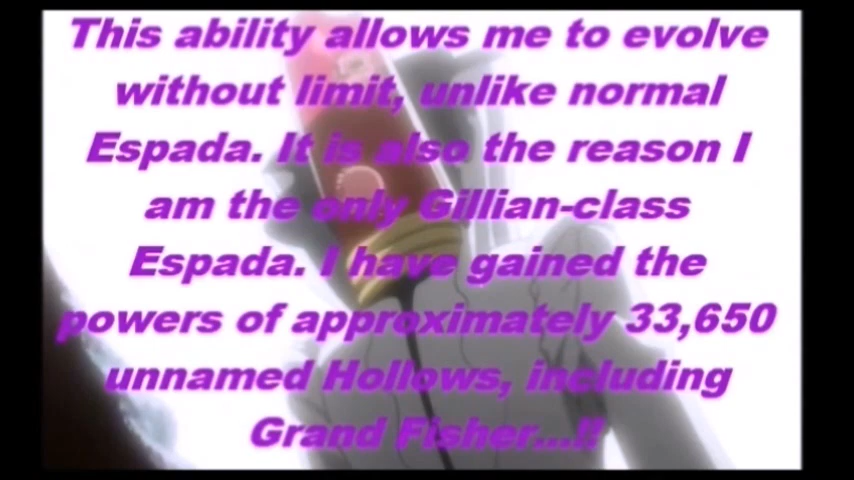 This ability allows me to evolve
without limit, unlike normal
Espada. It is also the reason I
am the only Gillian-class
Espada. I have gained the
powers of approximately 33,650
unnamed Hollows, including
Grand Fisher...!!